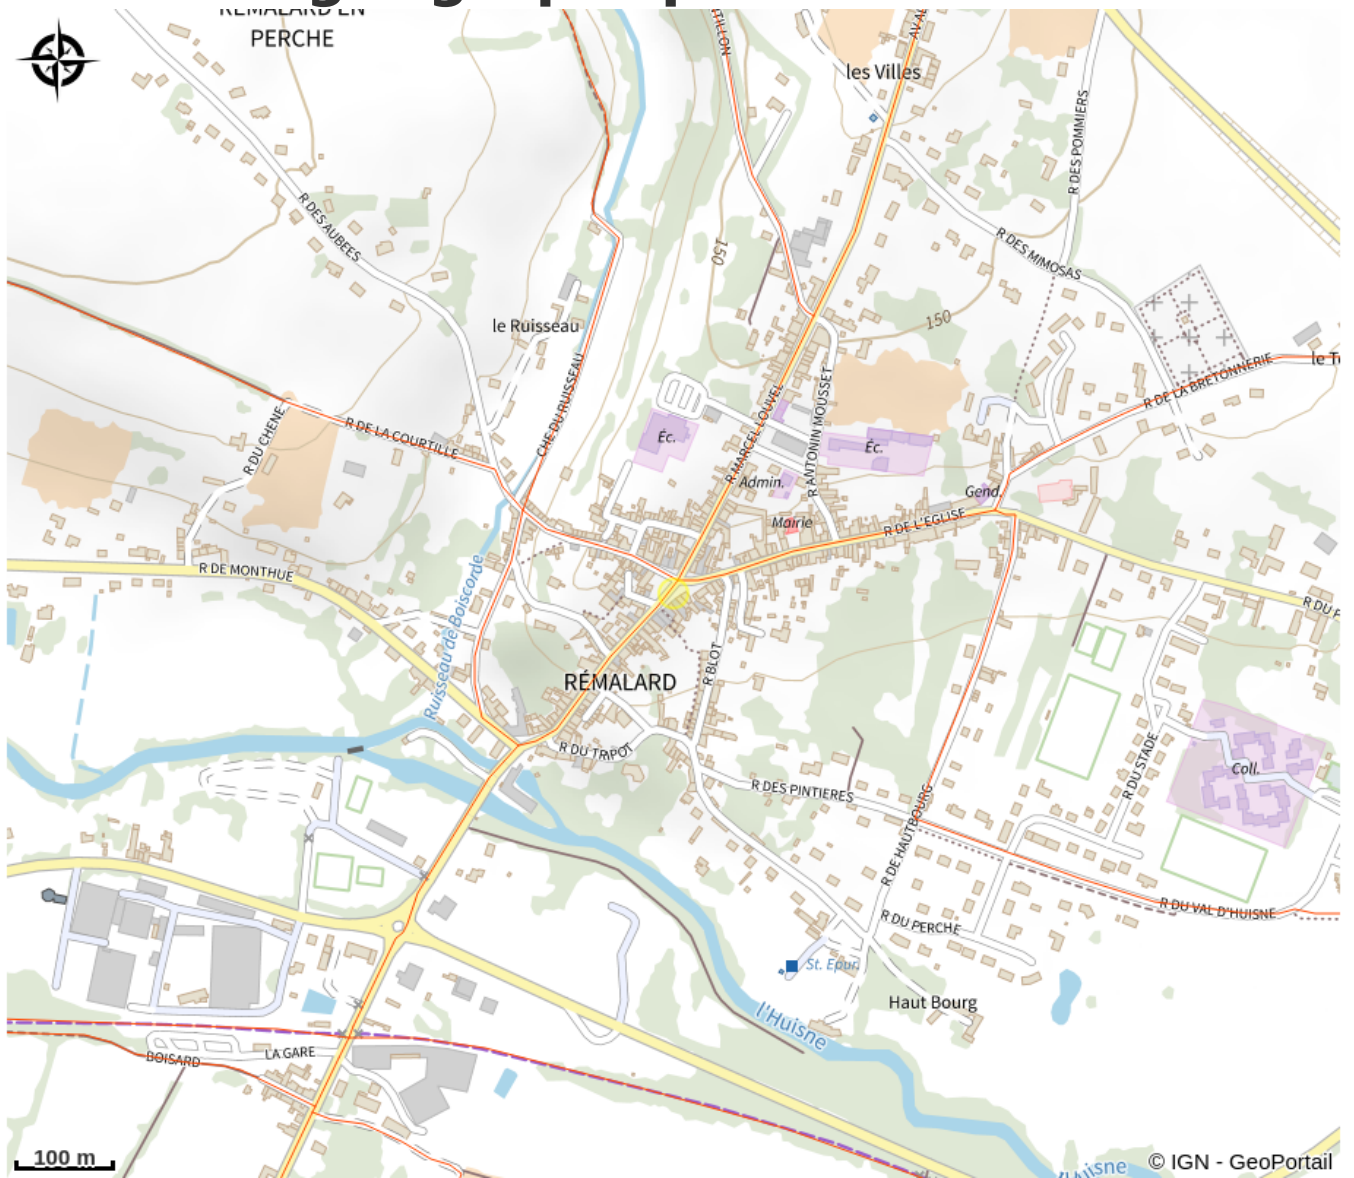 RÉMALARD EN
PERCHE
les Villes
R DES POMMIERS
R DES AUBEES
R DES MIMOSAS
150
150
le Ruisseau
R DE LA BRETONNERIE
CHE DU RUISSEAU
R MARCEL LOUVEL
R ANTONIN MOUSSET
R DU CHENE
R DE LA COURTILLE
Éc.
Éc.
Admin.
Gend.
Mairie
R DE L'EGLISE
R DE MONTHUE
Ruisseau de Boiscorde
R BLOT
RÉMALARD
R DU TRIPOT
R DES PINTIERES
R DU STADE
Coll.
R DE HAUTBOURG
R DU VAL D'HUISNE
R DU PERCHE
St. Epur.
Haut Bourg
l'Huisne
BOISARD
LA GARE
100 m
l'Huisne
© IGN - GeoPortail